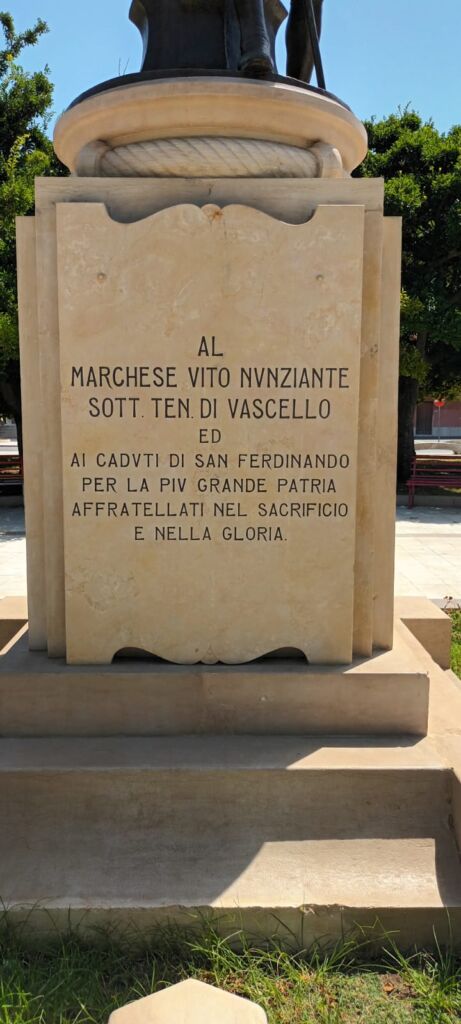 AL
MARCHESE VITO NVNZIANTE
SOTT. TEN. DI VASCELLO
ED
AI CADVTI DI SAN FERDINANDO
PER LA PIV GRANDE PATRIA
AFFRATELLATI NEL SACRIFICIO
E NELLA GLORIA.